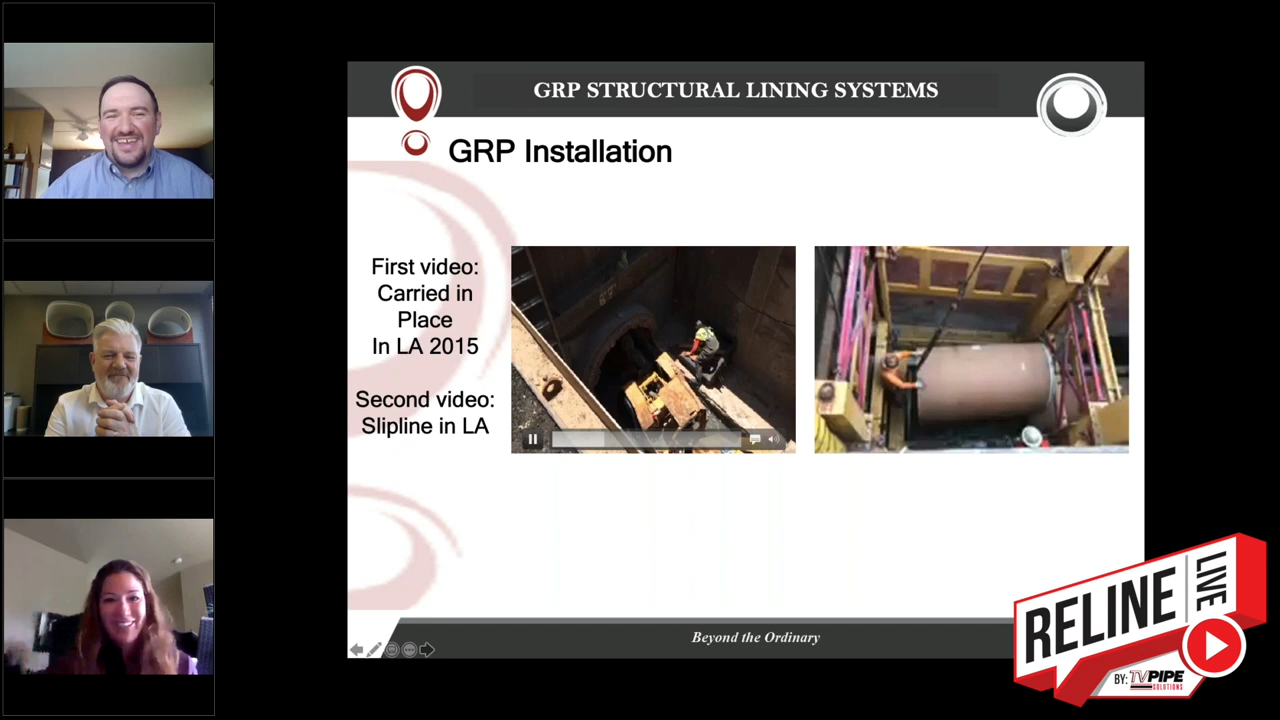 GRP STRUCTURAL LINING SYSTEMS
GRP Installation
First video:
Carried in
Place
In LA 2015
Second video:
Slipline in LA
Beyond the Ordinary
RELINE
LIVE
BY: TVPIPE
SOLUTIONS